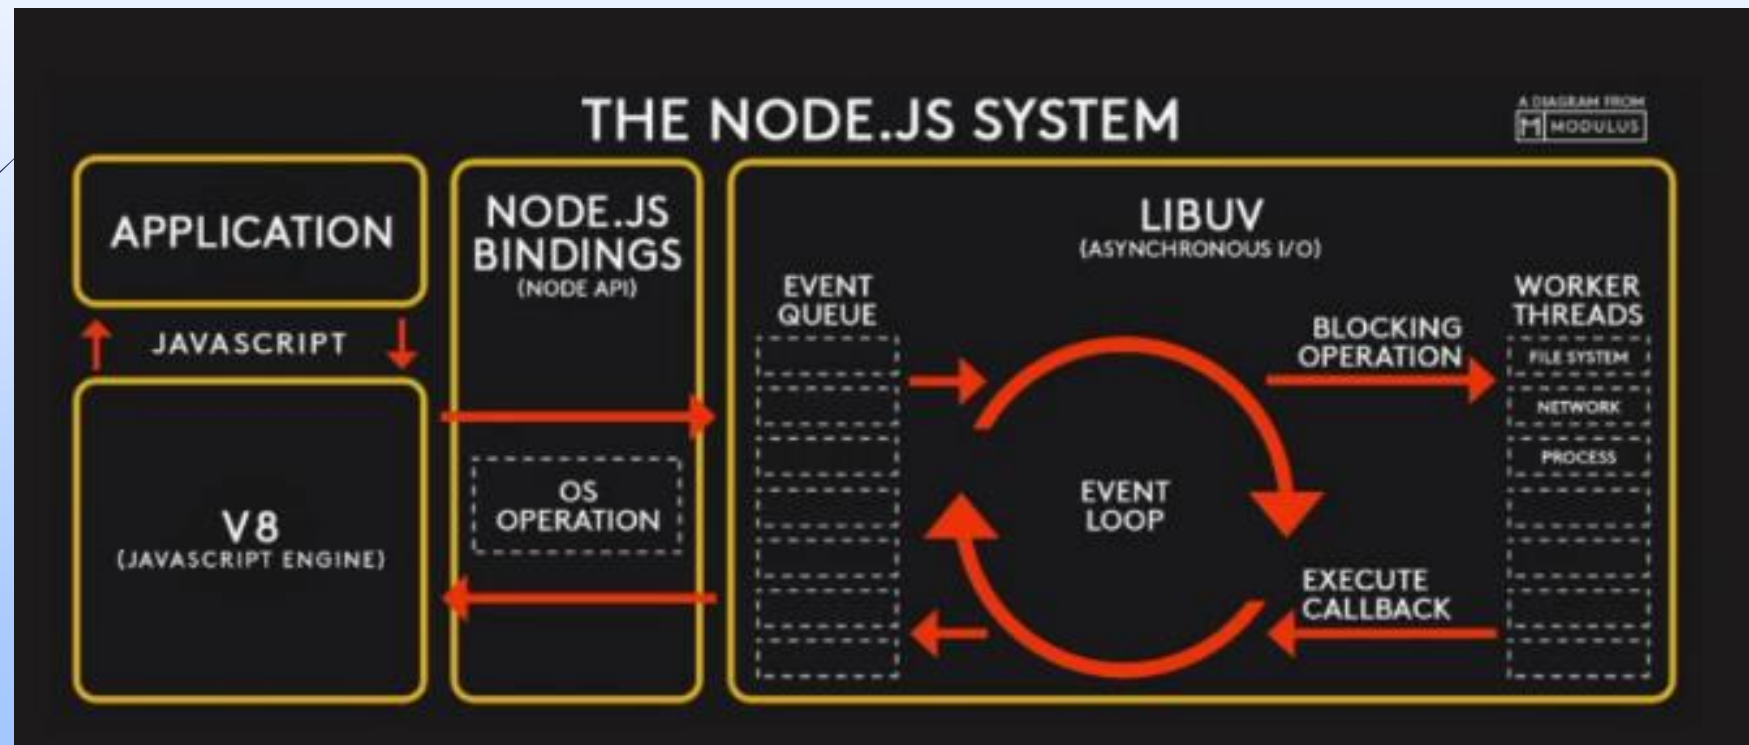 THE NODE.JS SYSTEM
A DIAGRAM FROM
MODULUS
APPLICATION
JAVASCRIPT
V8
(JAVASCRIPT ENGINE)
NODE.JS
BINDINGS
(NODE API)
OS
OPERATION
LIBUV
(ASYNCHRONOUS I/O)
EVENT
QUEUE
EVENT
LOOP
BLOCKING
OPERATION
EXECUTE
CALLBACK
WORKER
THREADS
FILE SYSTEM
NETWORK
PROCESS